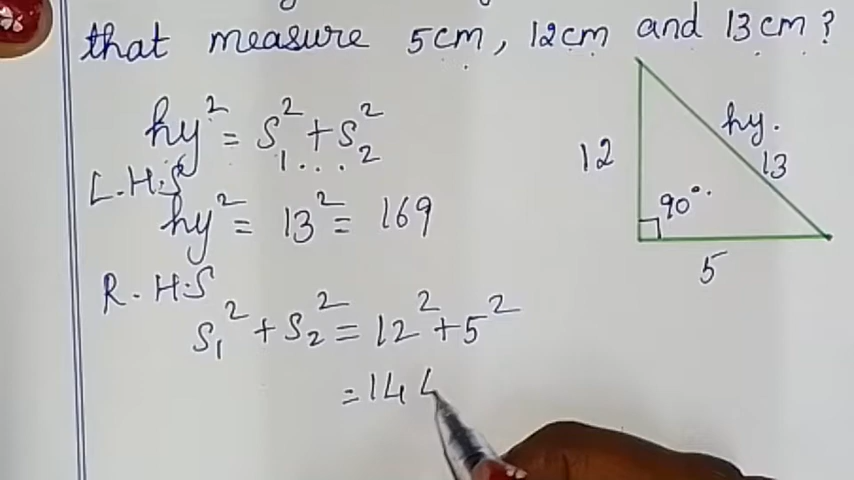 that measure 5cm, 12cm and 13cm?
hy² = S₁² + S₂²
L.H.S
hy² = 13² = 169
R.H.S
S₁² + S₂² = 12² + 5²
= 144
12
hy.
13
90°
5